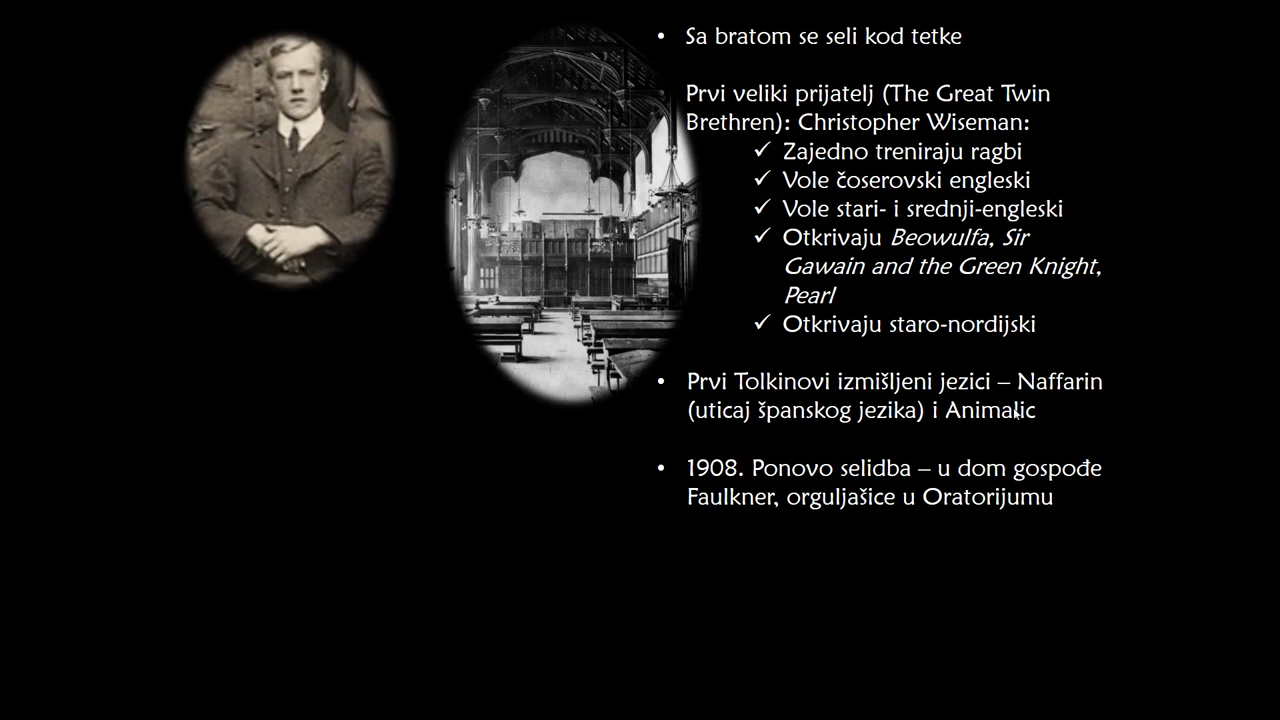 • Sa bratom se seli kod tetke
Prvi veliki prijatelj (The Great Twin
Brethren): Christopher Wiseman:
✓ Zajedno treniraju ragbi
✓ Vole čoserovski engleski
✓ Vole stari- i srednji-engleski
✓ Otkrivaju Beowulfa, Sir
Gawain and the Green Knight,
Pearl
✓ Otkrivaju staro-nordijski
• Prvi Tolkinovi izmišljeni jezici – Naffarin
(uticaj španskog jezika) i Animalic
• 1908. Ponovo selidba – u dom gospođe
Faulkner, orguljašice u Oratorijumu